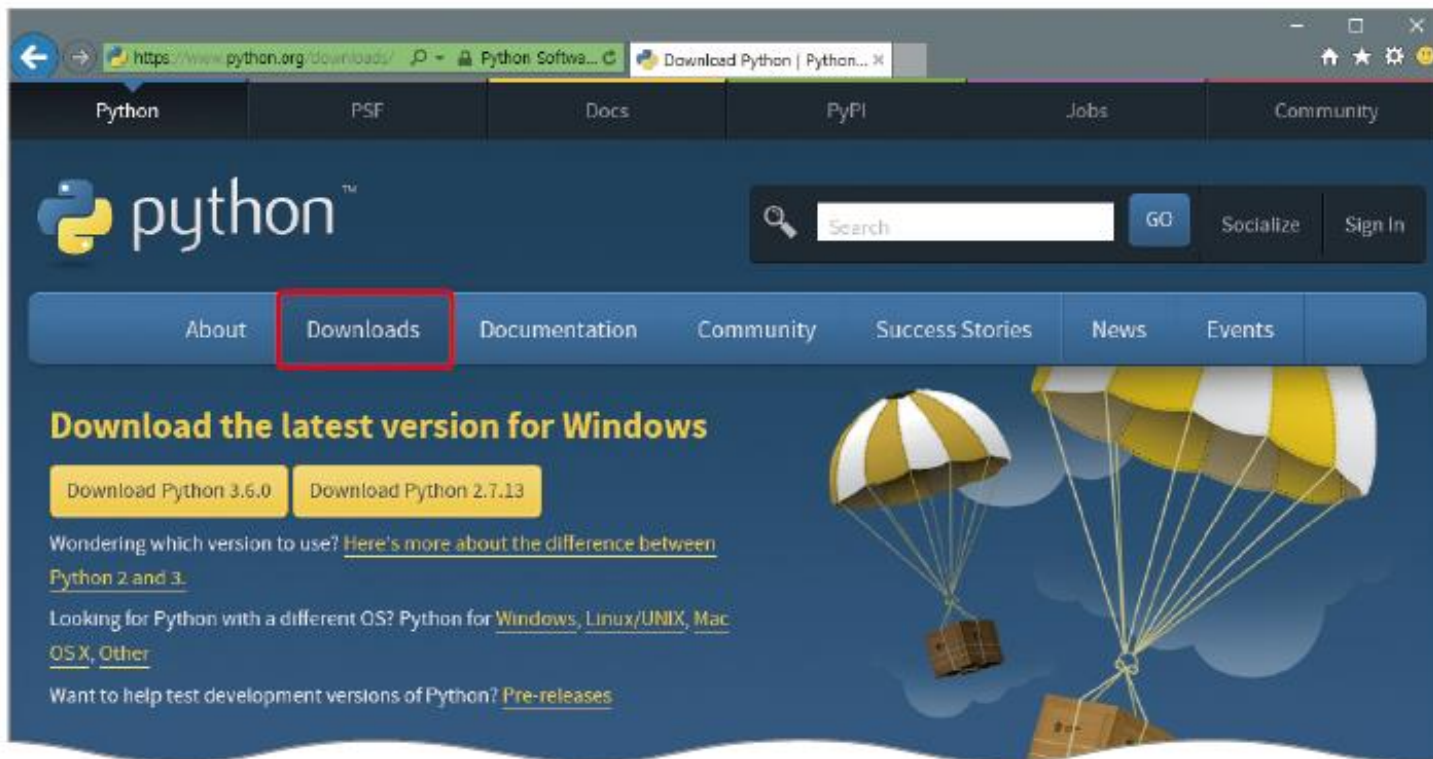 https://www.python.org/downloads/
Python Softwa...
Download Python | Python...
Python
PSF
Docs
PyPI
Jobs
Community
python™
Search
GO
Socialize
Sign In
About
Downloads
Documentation
Community
Success Stories
News
Events
Download the latest version for Windows
Download Python 3.6.0
Download Python 2.7.13
Wondering which version to use? Here's more about the difference between
Python 2 and 3.
Looking for Python with a different OS? Python for Windows, Linux/UNIX, Mac
OS X, Other
Want to help test development versions of Python? Pre-releases